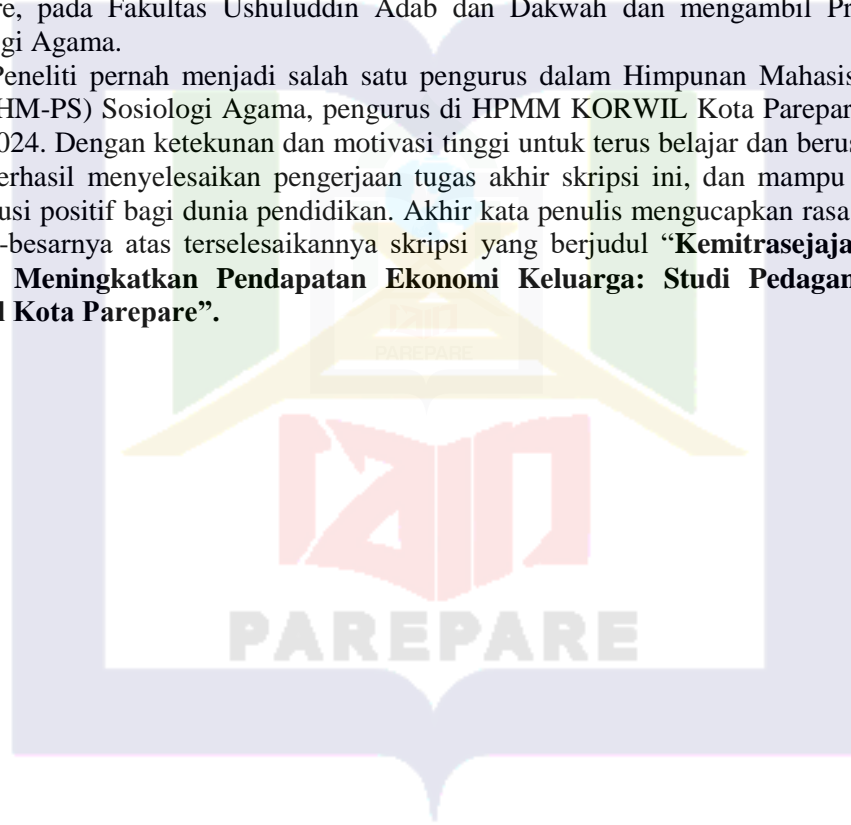 re, pada Fakultas Ushuluddin Adab dan Dakwah dan mengambil Pr
gi Agama.
Peneliti pernah menjadi salah satu pengurus dalam Himpunan Mahasis
HM-PS) Sosiologi Agama, pengurus di HPMM KORWIL Kota Parepar
024. Dengan ketekunan dan motivasi tinggi untuk terus belajar dan berus
erhasil menyelesaikan pengerjaan tugas akhir skripsi ini, dan mampu
usi positif bagi dunia pendidikan. Akhir kata penulis mengucapkan rasa
-besarnya atas terselesaikannya skripsi yang berjudul “Kemitrasejaja
Meningkatkan Pendapatan Ekonomi Keluarga: Studi Pedagan
l Kota Parepare”.
iain
PAREPARE
iain
PAREPARE